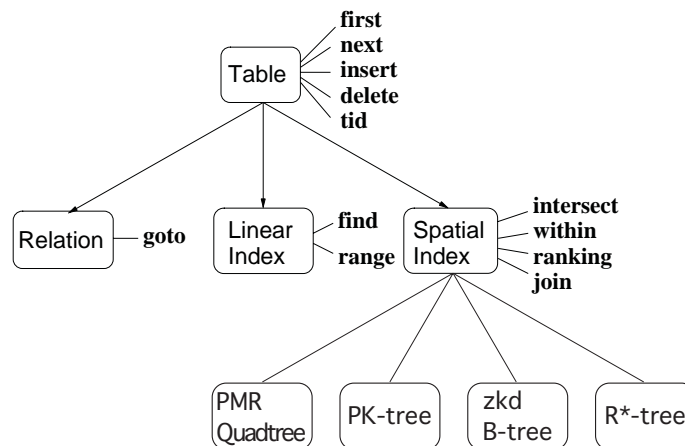 first
next
Table
insert
delete
tid
Relation
goto
Linear
Index
find
range
Spatial
Index
intersect
within
ranking
join
PMR
Quadtree
PK-tree
zkd
B-tree
R*-tree